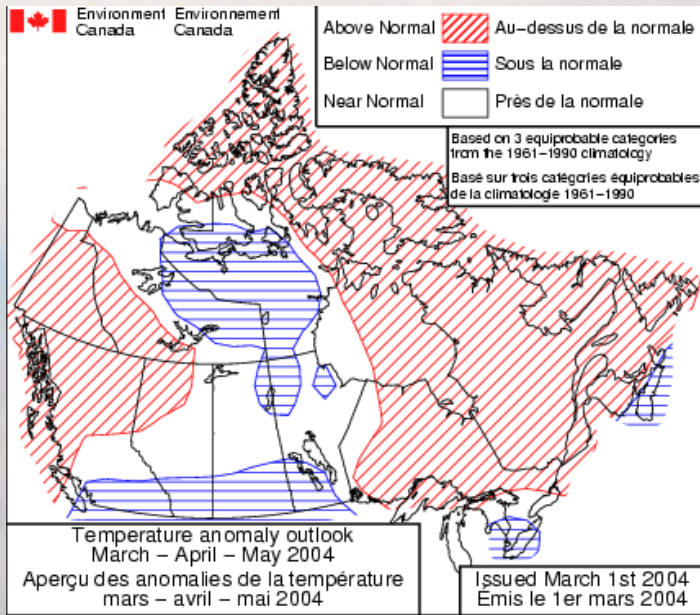 Environment Environnement
Canada Canada
Above Normal Au-dessus de la normale
Below Normal Sous la normale
Near Normal Près de la normale
Based on 3 equiprobable categories
from the 1961-1990 climatology
Basé sur trois catégories équiprobables
de la climatologie 1961-1990
Temperature anomaly outlook
March - April - May 2004
Aperçu des anomalies de la température
mars - avril - mai 2004
Issued March 1st 2004
Émis le 1er mars 2004